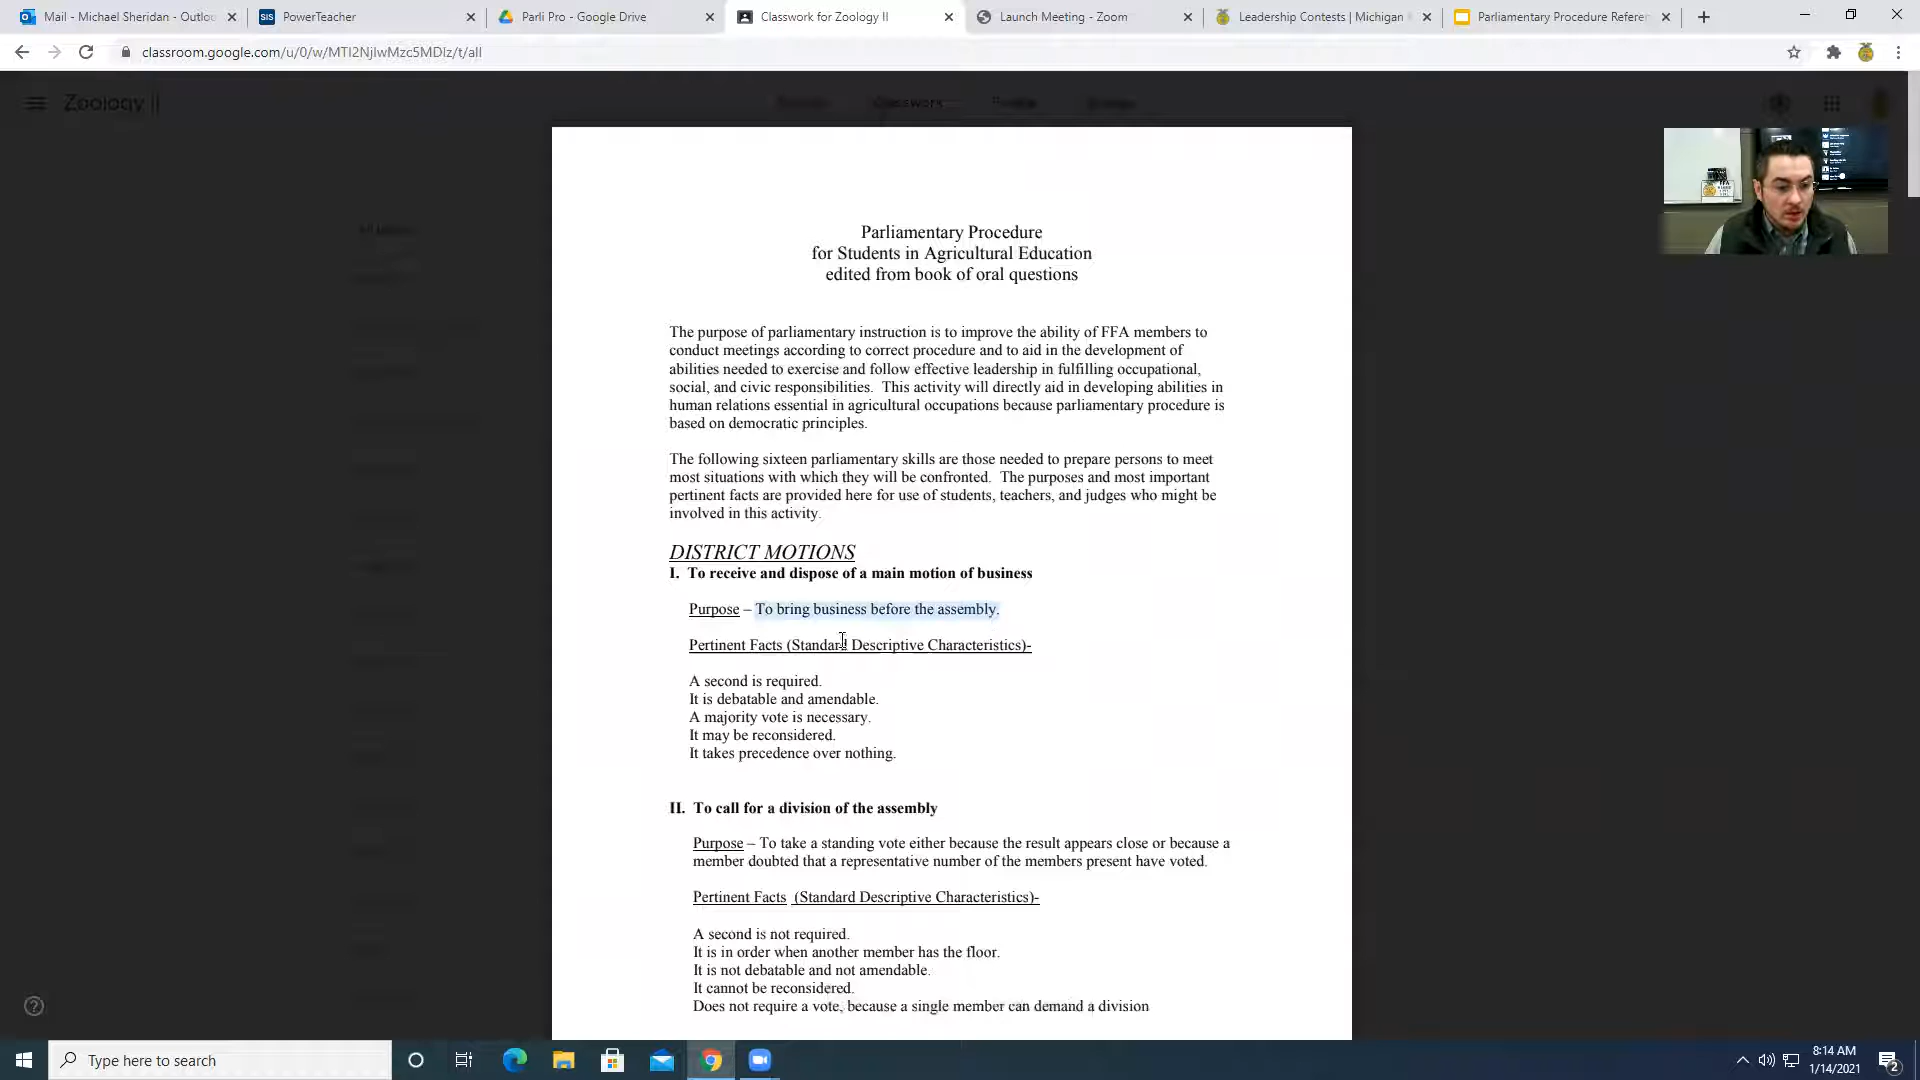 Mail - Michael Sheridan - Outloo
PowerTeacher
Parli Pro - Google Drive
Classwork for Zoology II
Launch Meeting - Zoom
Leadership Contests | Michigan
Parliamentary Procedure Referen
classroom.google.com/u/0/w/MTI2NjIwMzc5MDIz/t/all
Zoology II
Classwork
Parliamentary Procedure
for Students in Agricultural Education
edited from book of oral questions
The purpose of parliamentary instruction is to improve the ability of FFA members to
conduct meetings according to correct procedure and to aid in the development of
abilities needed to exercise and follow effective leadership in fulfilling occupational,
social, and civic responsibilities. This activity will directly aid in developing abilities in
human relations essential in agricultural occupations because parliamentary procedure is
based on democratic principles.
The following sixteen parliamentary skills are those needed to prepare persons to meet
most situations with which they will be confronted. The purposes and most important
pertinent facts are provided here for use of students, teachers, and judges who might be
involved in this activity.
DISTRICT MOTIONS
I. To receive and dispose of a main motion of business
Purpose – To bring business before the assembly.
Pertinent Facts (Standard Descriptive Characteristics)-
A second is required.
It is debatable and amendable.
A majority vote is necessary.
It may be reconsidered.
It takes precedence over nothing.
II. To call for a division of the assembly
Purpose – To take a standing vote either because the result appears close or because a
member doubted that a representative number of the members present have voted.
Pertinent Facts (Standard Descriptive Characteristics)-
A second is not required.
It is in order when another member has the floor.
It is not debatable and not amendable.
It cannot be reconsidered.
Does not require a vote, because a single member can demand a division
Type here to search
8:14 AM
1/14/2021
2